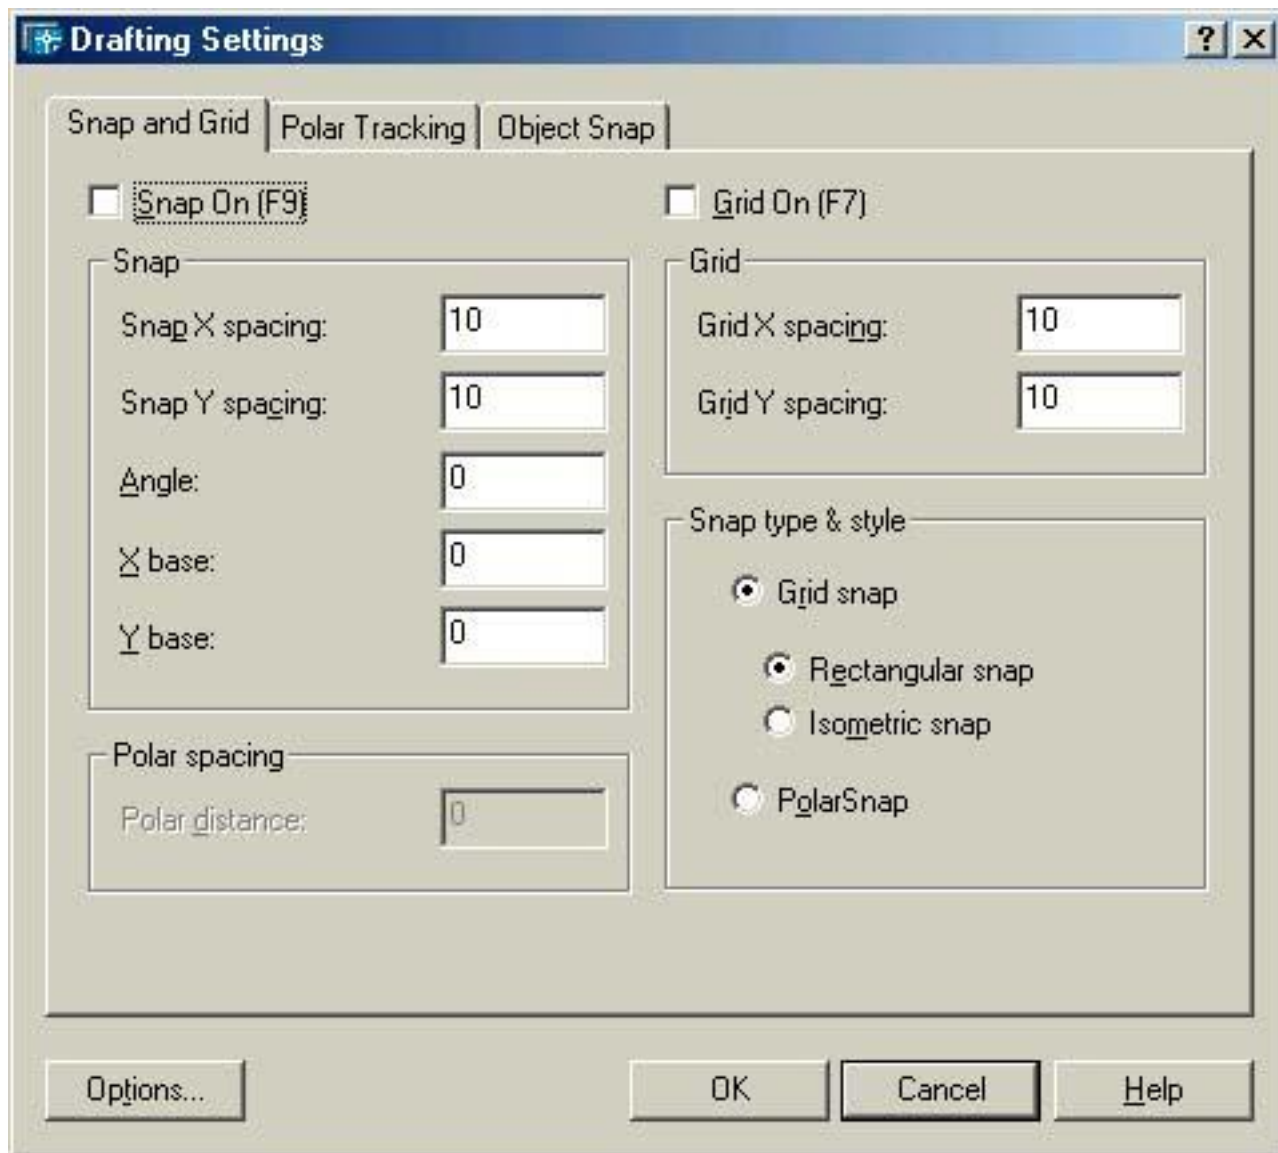 Drafting Settings
Snap and Grid
Polar Tracking
Object Snap
Snap On (F9)
Grid On (F7)
Snap
Snap X spacing: 10
Snap Y spacing: 10
Angle: 0
X base: 0
Y base: 0
Polar spacing
Polar distance: 0
Grid
Grid X spacing: 10
Grid Y spacing: 10
Snap type & style
Grid snap
Rectangular snap
Isometric snap
PolarSnap
Options...
OK
Cancel
Help